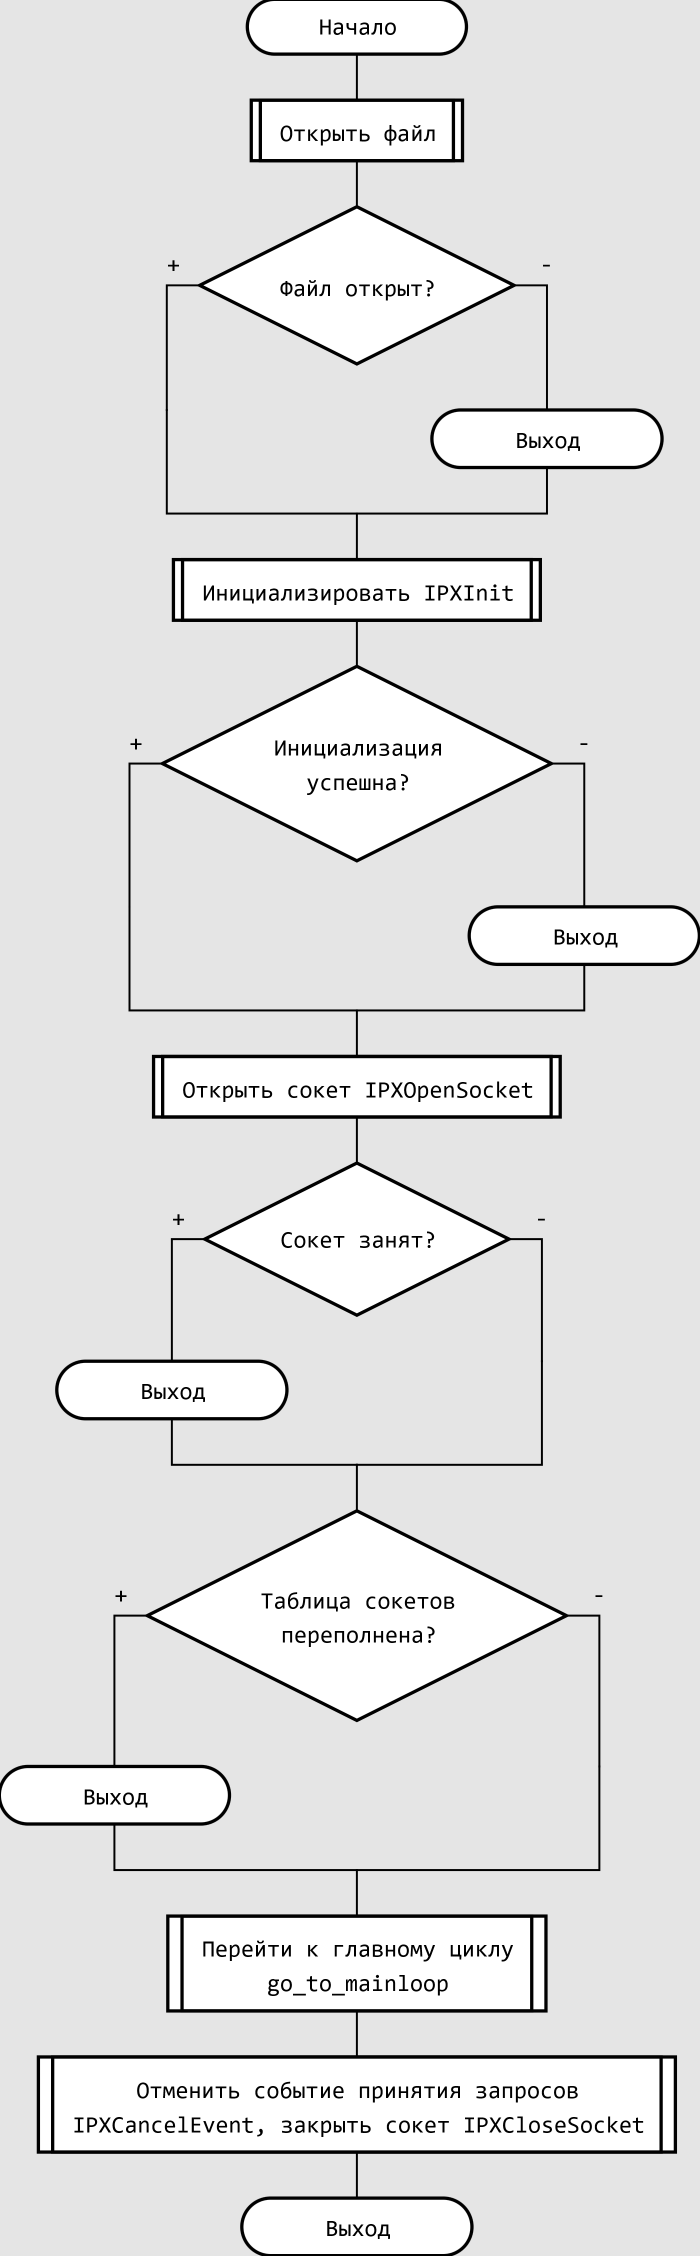 Начало
Открыть файл
+
-
Файл открыт?
Выход
Инициализировать IPXInit
+
-
Инициализация
успешна?
Выход
Открыть сокет IPXOpenSocket
+
-
Сокет занят?
Выход
+
-
Таблица сокетов
переполнена?
Выход
Перейти к главному циклу
go_to_mainloop
Отменить событие принятия запросов
IPXCancelEvent, закрыть сокет IPXCloseSocket
Выход